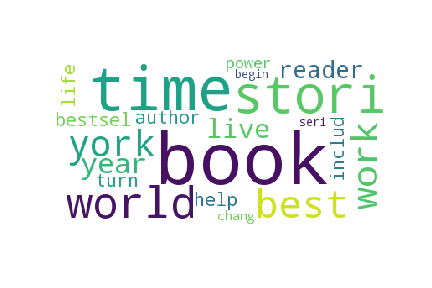 power
begin
reader
life
time
stori
bestsel
author
live
seri
includ
work
york
year
turn
book
world
help
best
chang